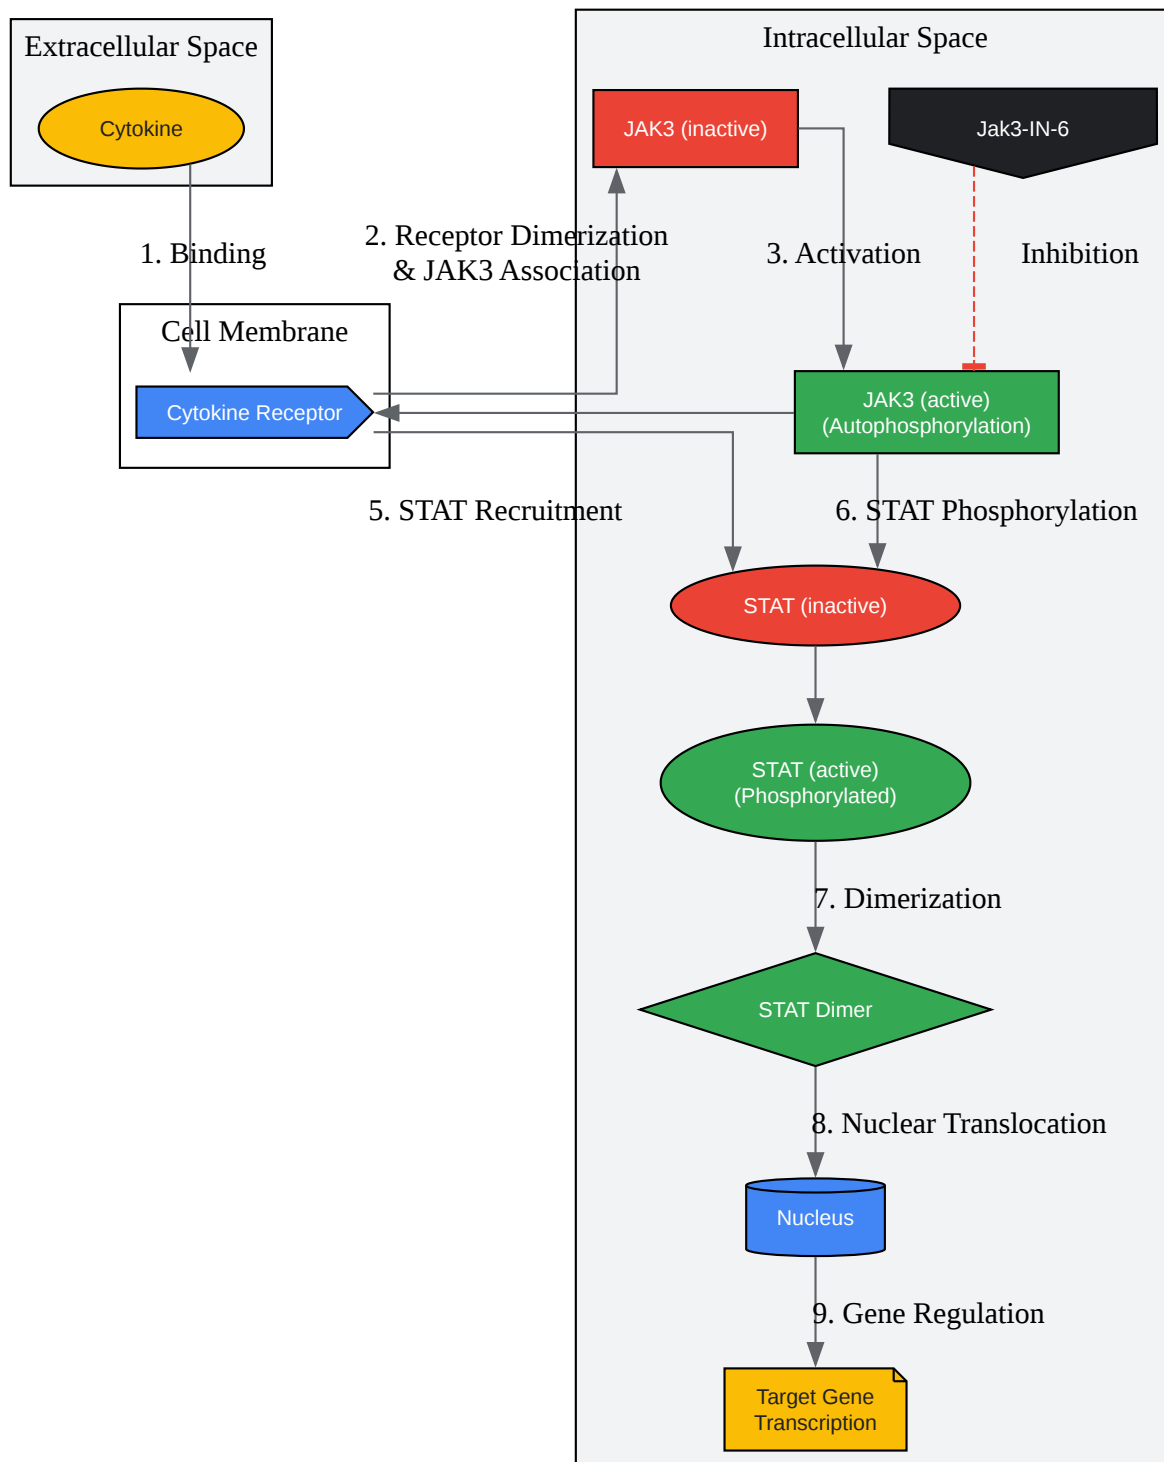 Extracellular Space
Cytokine
Intracellular Space
JAK3 (inactive)
Jak3-IN-6
1. Binding
2. Receptor Dimerization
& JAK3 Association
3. Activation
Inhibition
Cell Membrane
Cytokine Receptor
JAK3 (active)
(Autophosphorylation)
5. STAT Recruitment
6. STAT Phosphorylation
STAT (inactive)
STAT (active)
(Phosphorylated)
7. Dimerization
STAT Dimer
8. Nuclear Translocation
Nucleus
9. Gene Regulation
Target Gene
Transcription